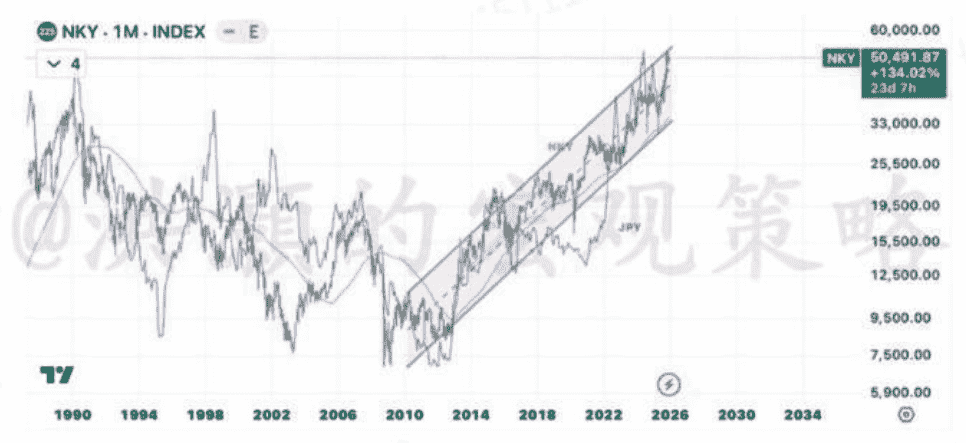 NKY · 1M · INDEX
E
4
60,000.00
NKY
50,491.87
+134.02%
23d 7h
33,000.00
25,500.00
19,500.00
15,500.00
12,500.00
9,500.00
7,500.00
5,900.00
NKY
JPY
的宏观策略
1990 1994 1998 2002 2006 2010 2014 2018 2022 2026 2030 2034